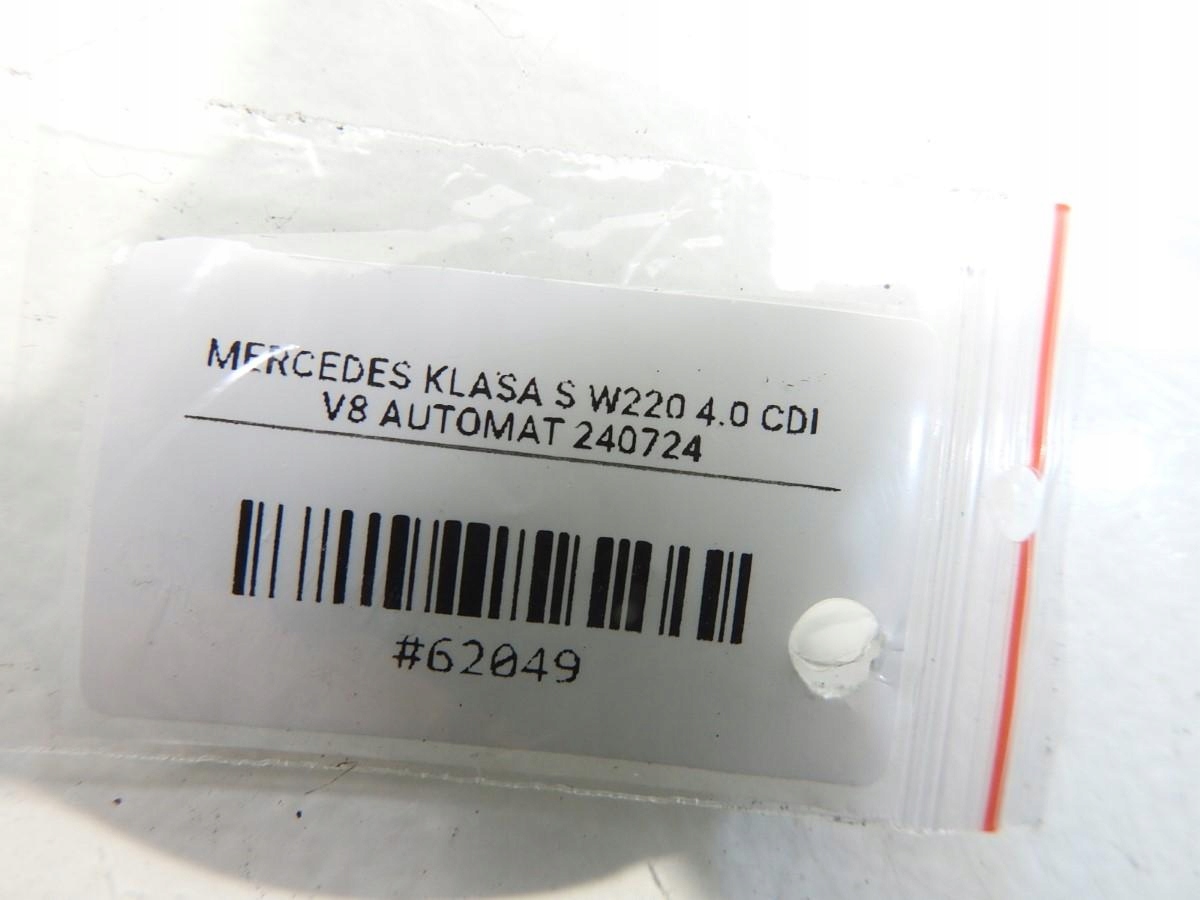 MERCEDES KLASA S W220 4.0 CDI
V8 AUTOMAT 240724
#62049